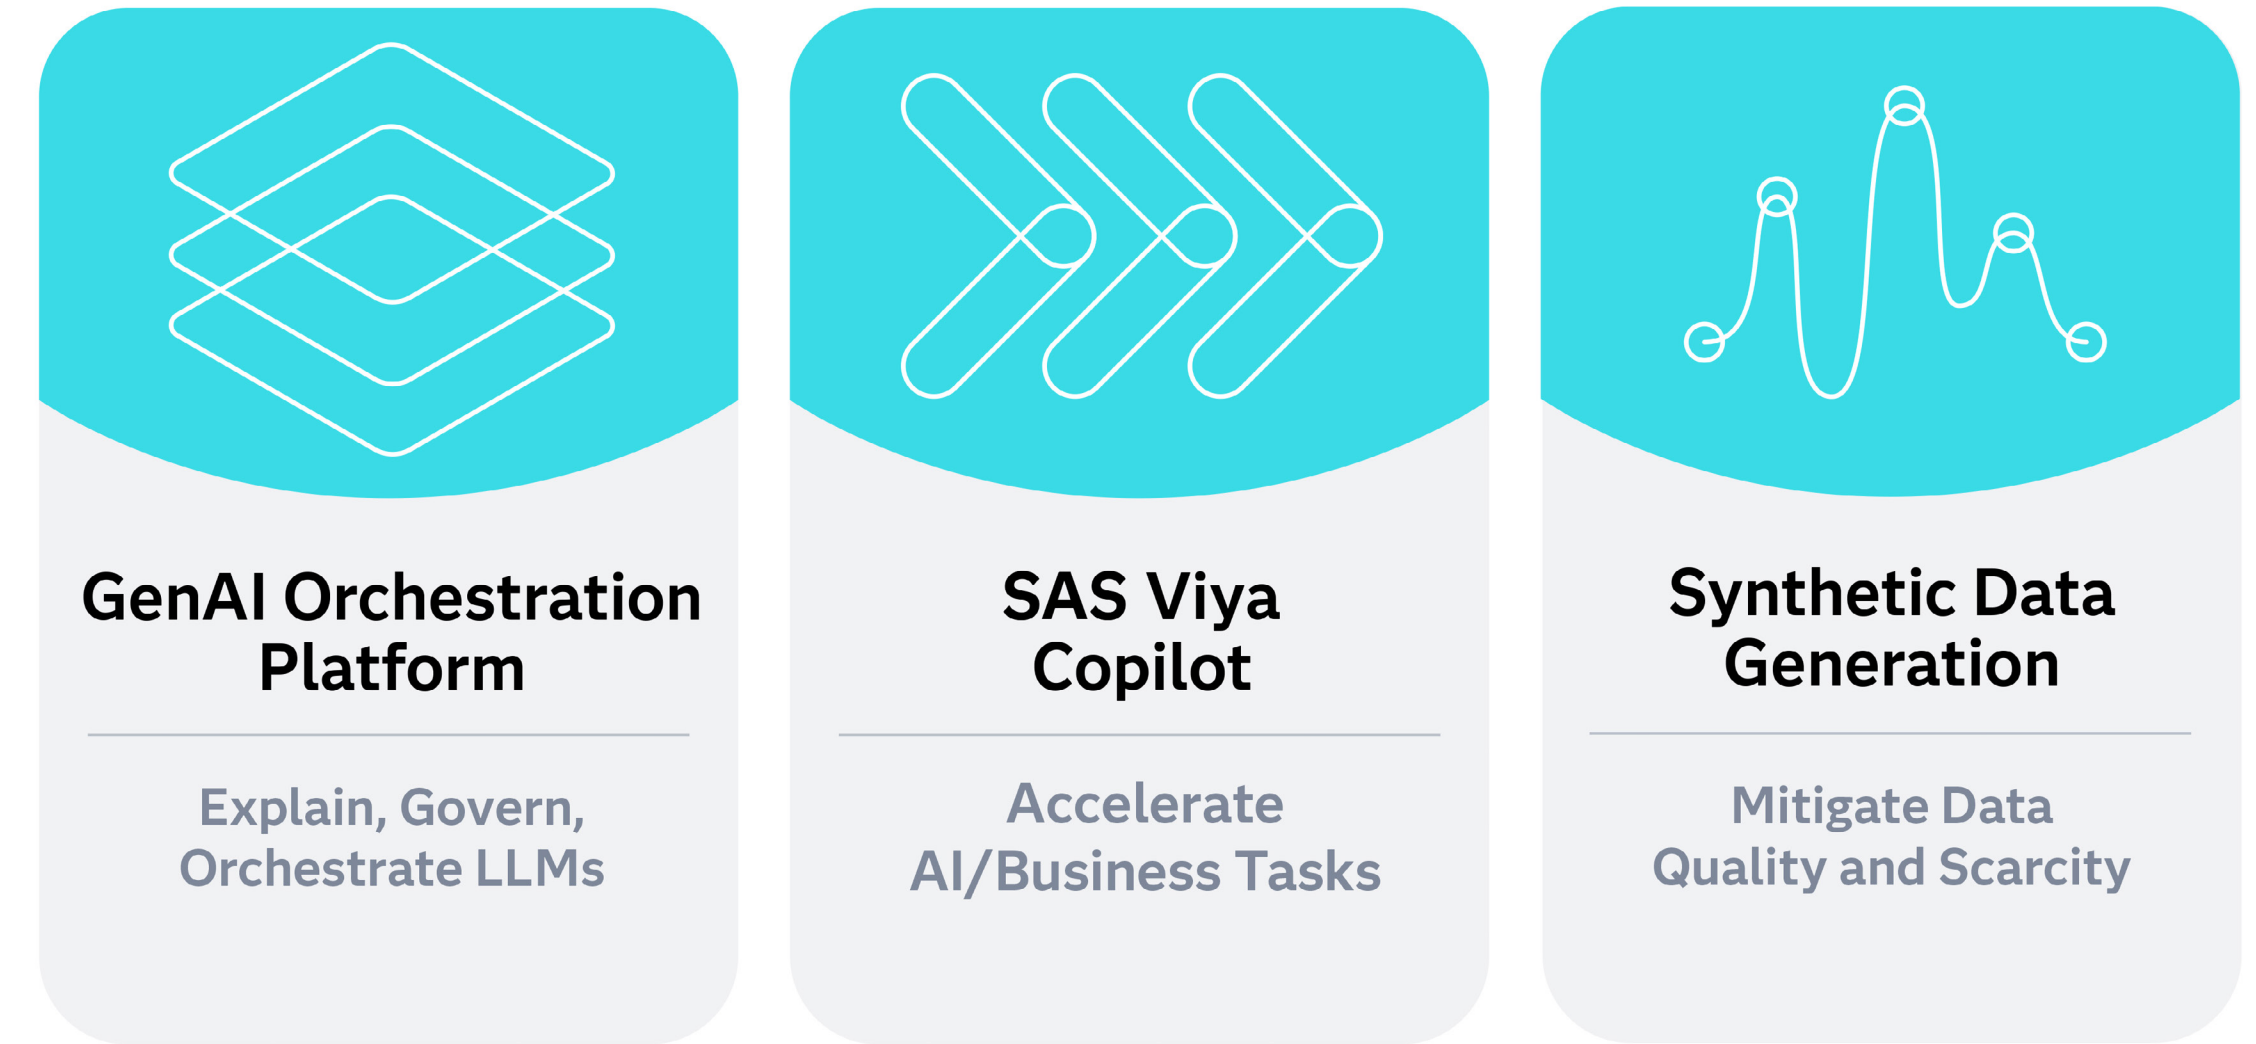 GenAI Orchestration
Platform
Explain, Govern,
Orchestrate LLMs
SAS Viya
Copilot
Accelerate
AI/Business Tasks
Synthetic Data
Generation
Mitigate Data
Quality and Scarcity